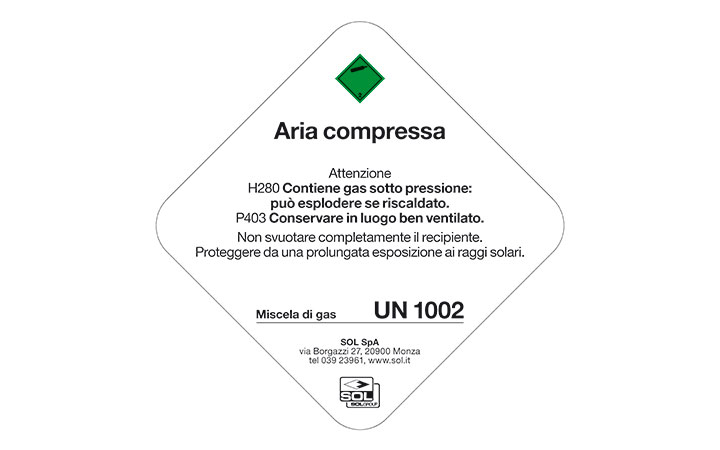 2
Aria compressa
Attenzione
H280 Contiene gas sotto pressione:
può esplodere se riscaldato.
P403 Conservare in luogo ben ventilato.
Non svuotare completamente il recipiente.
Proteggere da una prolungata esposizione ai raggi solari.
Miscela di gas UN 1002
SOL SpA
via Borgazzi 27, 20900 Monza
tel 039 23961, www.sol.it
SOL
SOLGROUP